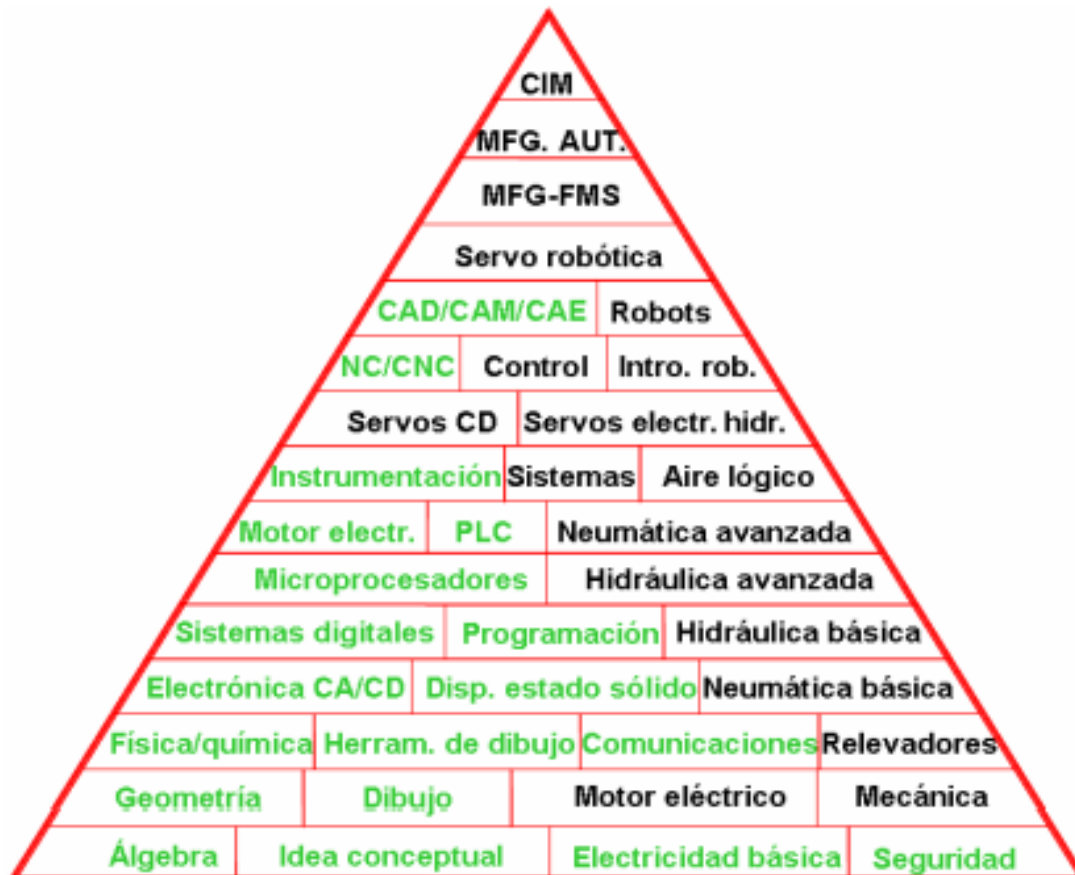 CIM
MFG. AUT.
MFG-FMS
Servo robótica
CAD/CAM/CAE Robots
NC/CNC Control Intro. rob.
Servos CD Servos electr. hidr.
Instrumentación Sistemas Aire lógico
Motor electr. PLC Neumática avanzada
Microprocesadores Hidráulica avanzada
Sistemas digitales Programación Hidráulica básica
Electrónica CA/CD Disp. estado sólido Neumática básica
Física/química Herram. de dibujo Comunicaciones Relevadores
Geometría Dibujo Motor eléctrico Mecánica
Álgebra Idea conceptual Electricidad básica Seguridad